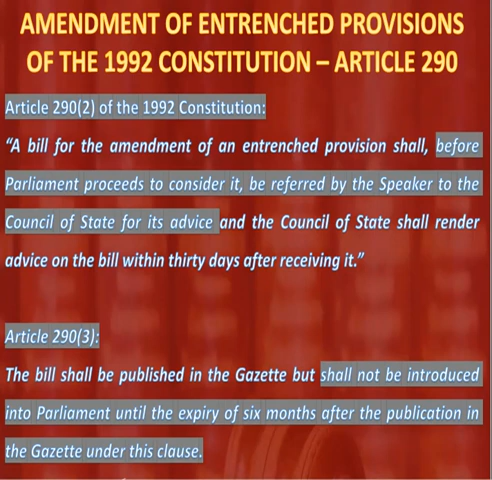 AMENDMENT OF ENTRENCHED PROVISIONS
OF THE 1992 CONSTITUTION – ARTICLE 290
Article 290(2) of the 1992 Constitution:
“A bill for the amendment of an entrenched provision shall, before
Parliament proceeds to consider it, be referred by the Speaker to the
Council of State for its advice and the Council of State shall render
advice on the bill within thirty days after receiving it.”
Article 290(3):
The bill shall be published in the Gazette but shall not be introduced
into Parliament until the expiry of six months after the publication in
the Gazette under this clause.